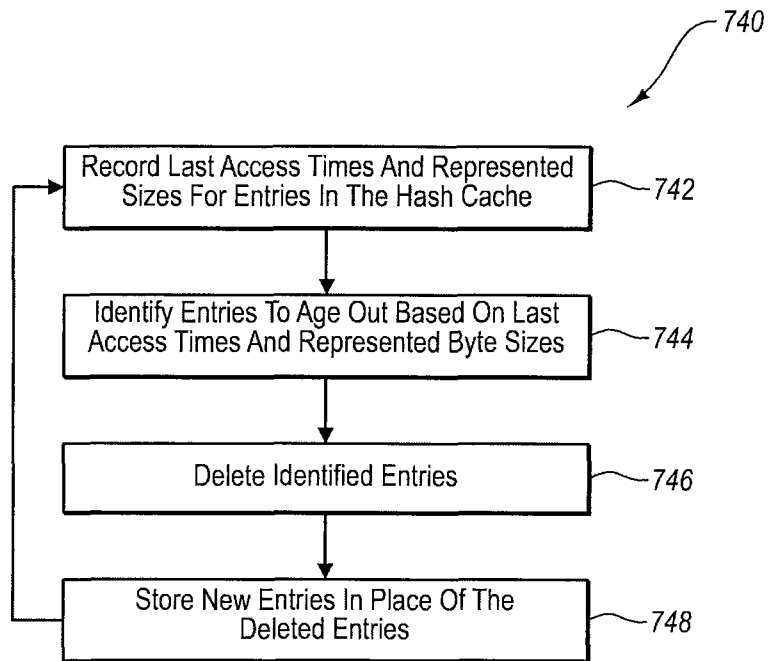 740
Record Last Access Times And Represented
Sizes For Entries In The Hash Cache
742
Identify Entries To Age Out Based On Last
Access Times And Represented Byte Sizes
744
Delete Identified Entries
746
Store New Entries In Place Of The
Deleted Entries
748